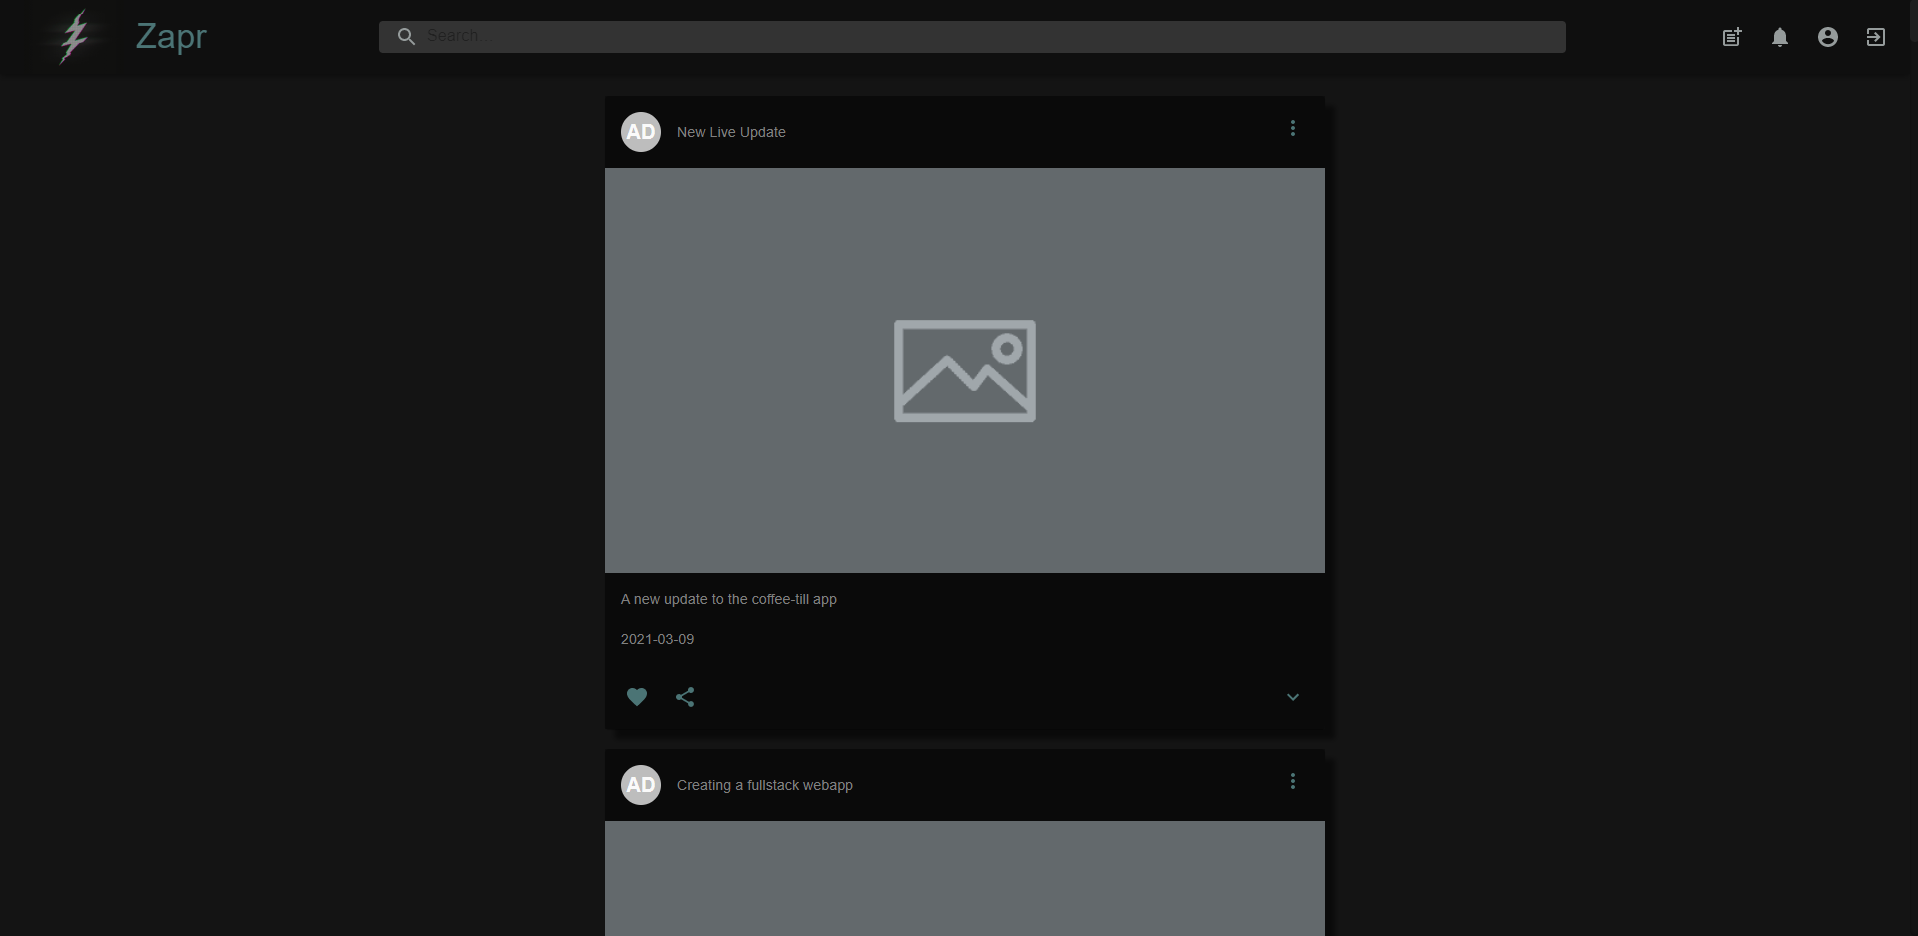 Zapr
Search…
AD
New Live Update
A new update to the coffee-till app
2021-03-09
AD
Creating a fullstack webapp